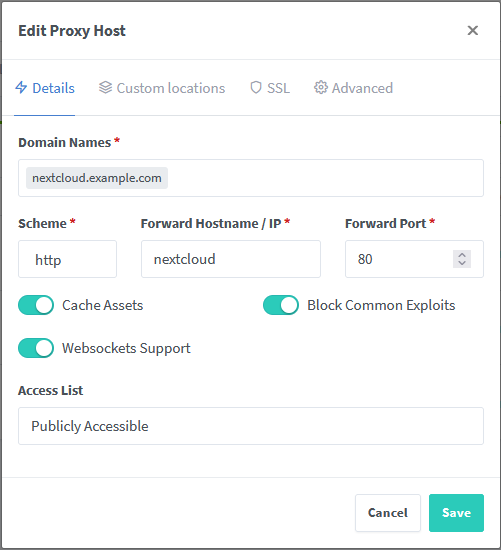 Edit Proxy Host
Details Custom locations SSL Advanced
Domain Names *
nextcloud.example.com
Scheme * Forward Hostname / IP * Forward Port *
http nextcloud 80
Cache Assets Block Common Exploits
Websockets Support
Access List
Publicly Accessible
Cancel Save